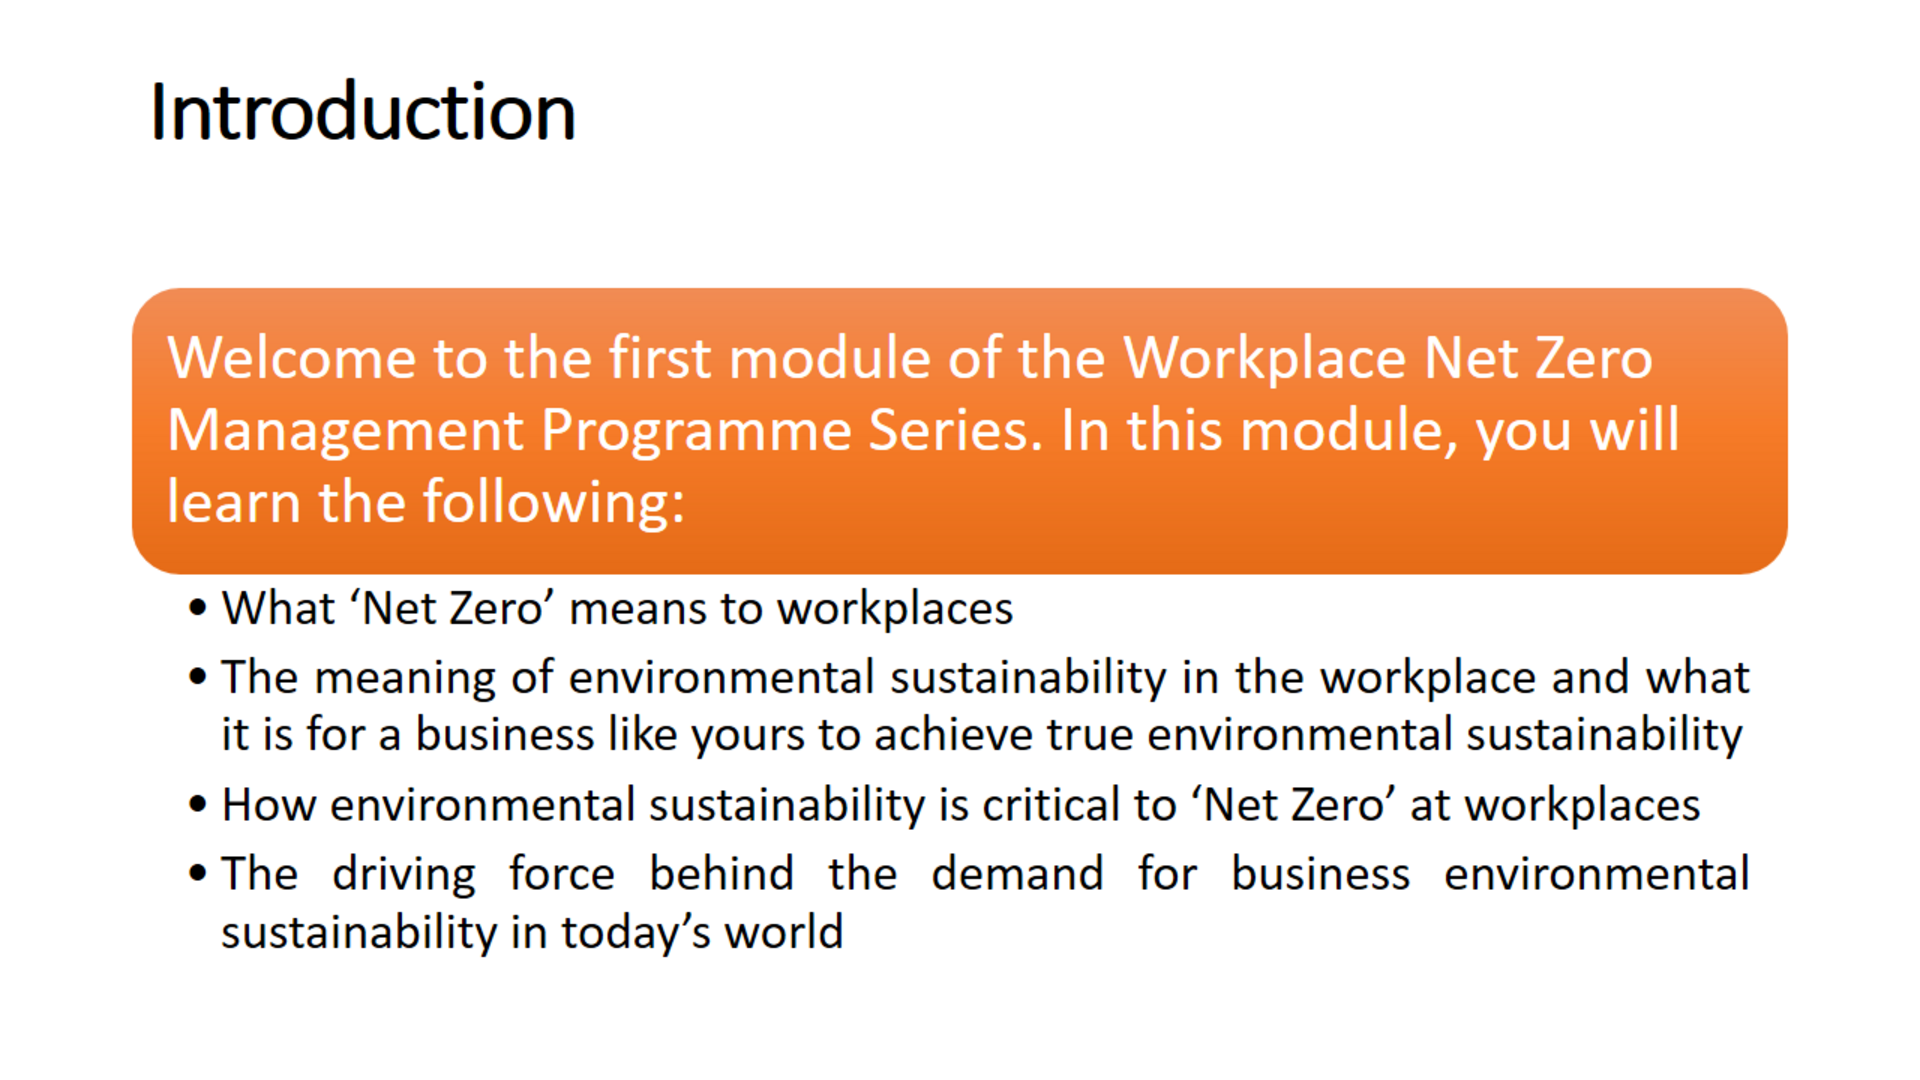 Introduction
Welcome to the first module of the Workplace Net Zero
Management Programme Series. In this module, you will
learn the following:
• What ‘Net Zero’ means to workplaces
• The meaning of environmental sustainability in the workplace and what
it is for a business like yours to achieve true environmental sustainability
• How environmental sustainability is critical to ‘Net Zero’ at workplaces
• The driving force behind the demand for business environmental
sustainability in today’s world